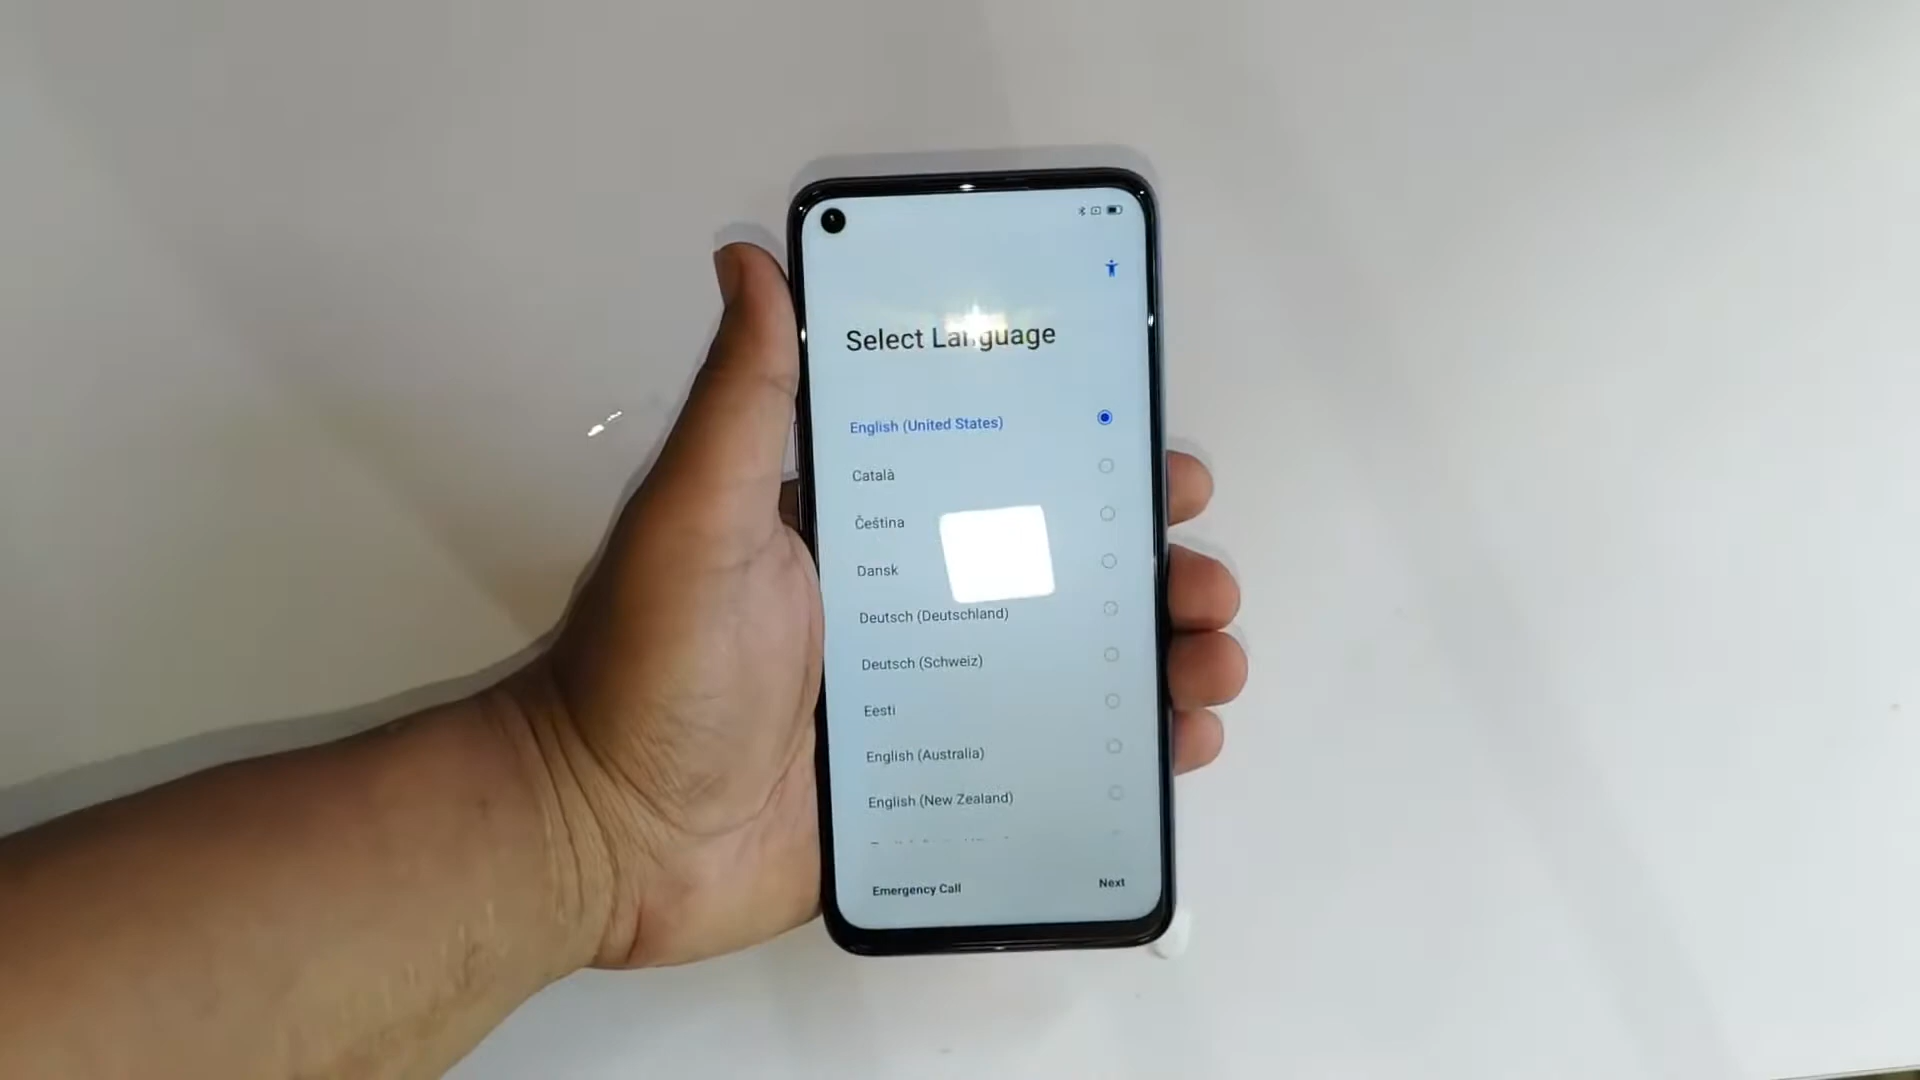 Select Language
English (United States)
Català
Čeština
Dansk
Deutsch (Deutschland)
Deutsch (Schweiz)
Eesti
English (Australia)
English (New Zealand)
Emergency Call
Next